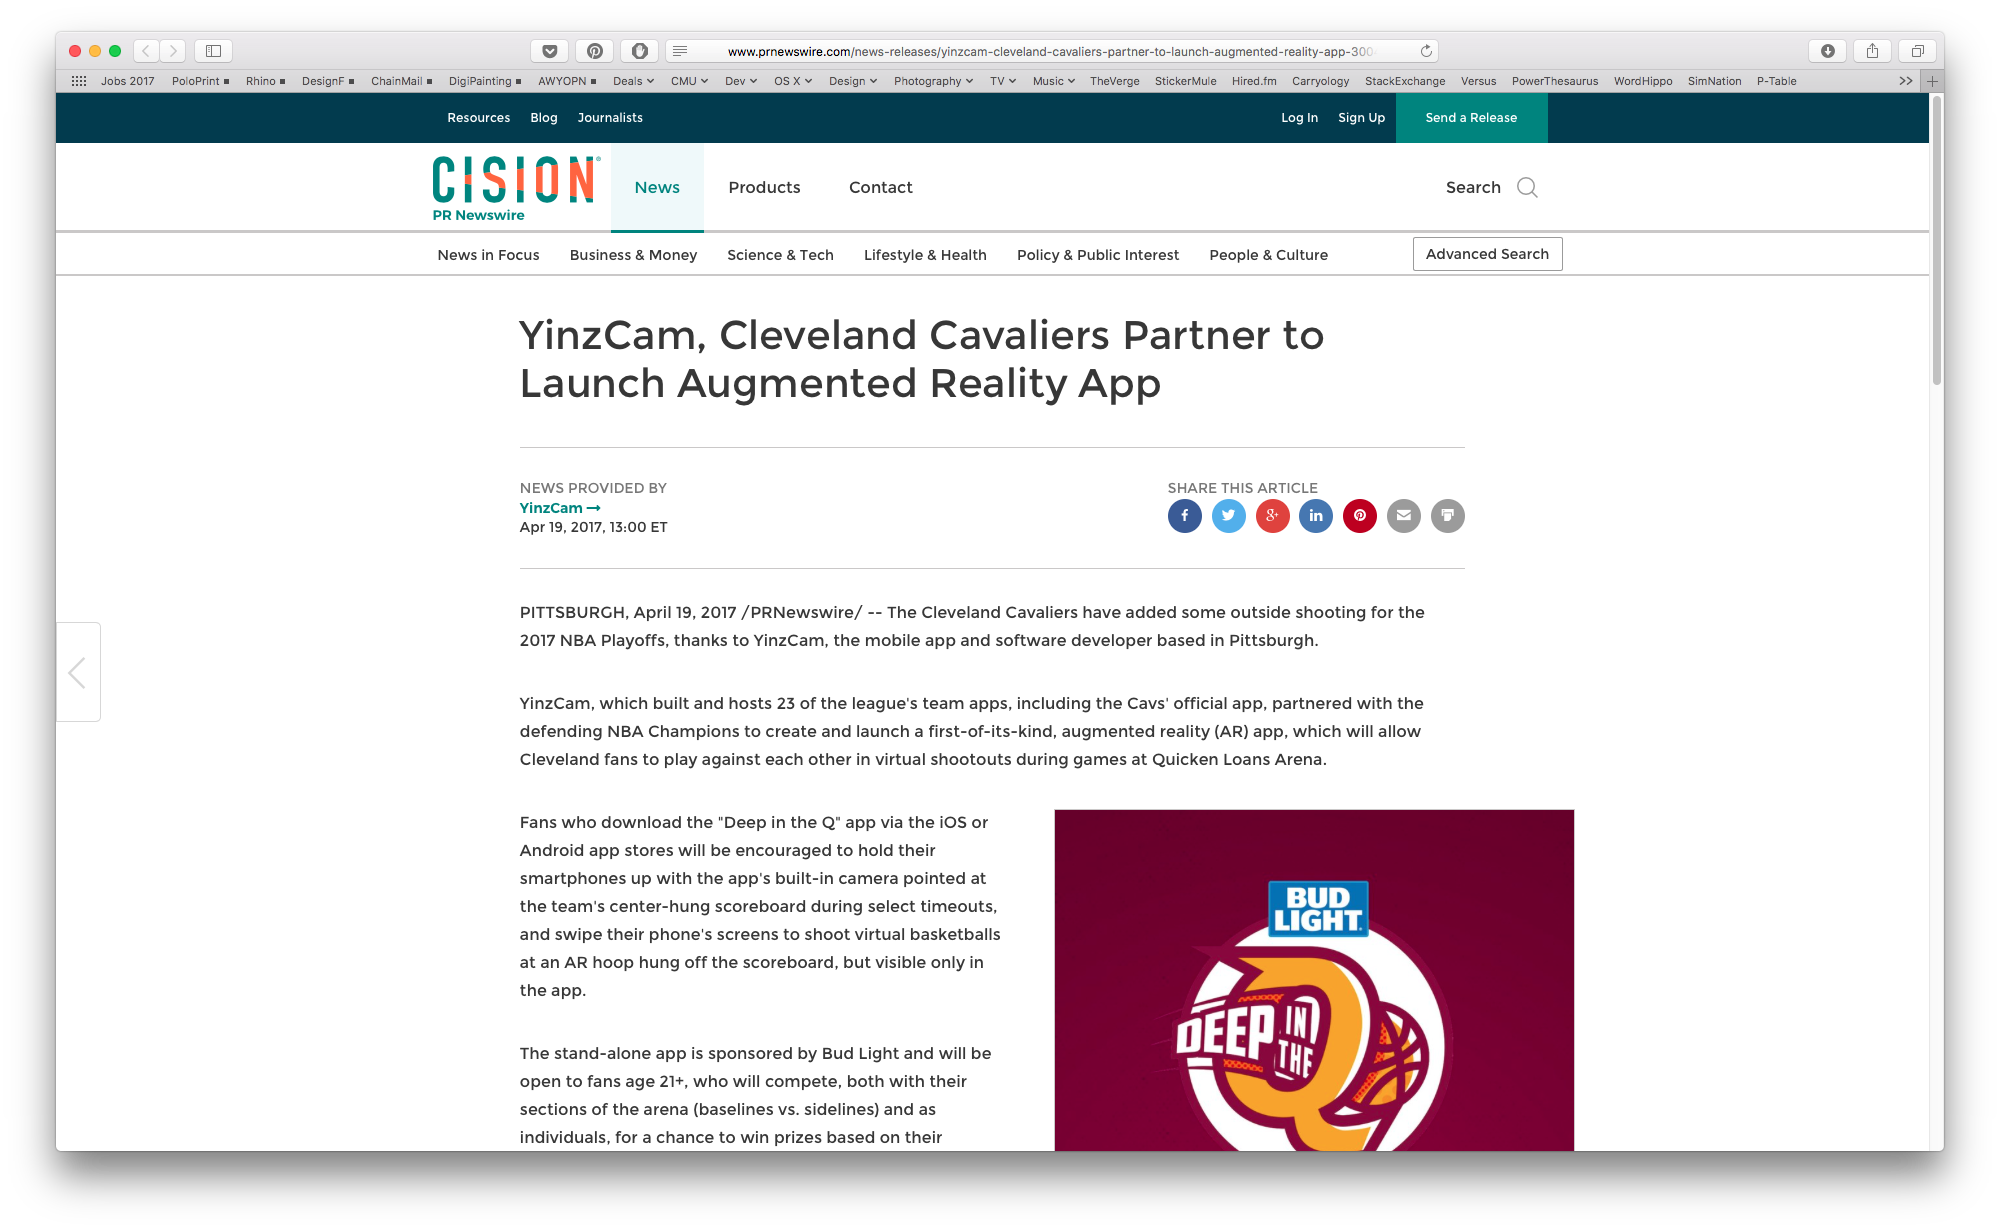 www.prnewswire.com/news-releases/yinzcam-cleveland-cavaliers-partner-to-launch-augmented-reality-app-300
Jobs 2017 PoloPrint Rhino DesignF ChainMail DigiPainting AWYOPN Deals CMU Dev OS X Design Photography TV Music TheVerge StickerMule Hired.fm Carryology StackExchange Versus PowerThesaurus WordHippo SimNation P-Table >> +
Resources Blog Journalists Log In Sign Up Send a Release
CISION®
PR Newswire
News Products Contact Search
News in Focus Business & Money Science & Tech Lifestyle & Health Policy & Public Interest People & Culture Advanced Search
YinzCam, Cleveland Cavaliers Partner to
Launch Augmented Reality App
NEWS PROVIDED BY
YinzCam →
Apr 19, 2017, 13:00 ET
SHARE THIS ARTICLE
PITTSBURGH, April 19, 2017 /PRNewswire/ -- The Cleveland Cavaliers have added some outside shooting for the
2017 NBA Playoffs, thanks to YinzCam, the mobile app and software developer based in Pittsburgh.
YinzCam, which built and hosts 23 of the league's team apps, including the Cavs' official app, partnered with the
defending NBA Champions to create and launch a first-of-its-kind, augmented reality (AR) app, which will allow
Cleveland fans to play against each other in virtual shootouts during games at Quicken Loans Arena.
Fans who download the "Deep in the Q" app via the iOS or
Android app stores will be encouraged to hold their
smartphones up with the app's built-in camera pointed at
the team's center-hung scoreboard during select timeouts,
and swipe their phone's screens to shoot virtual basketballs
at an AR hoop hung off the scoreboard, but visible only in
the app.
The stand-alone app is sponsored by Bud Light and will be
open to fans age 21+, who will compete, both with their
sections of the arena (baselines vs. sidelines) and as
individuals, for a chance to win prizes based on their
BUD
LIGHT
DEEP IN
THE
Q